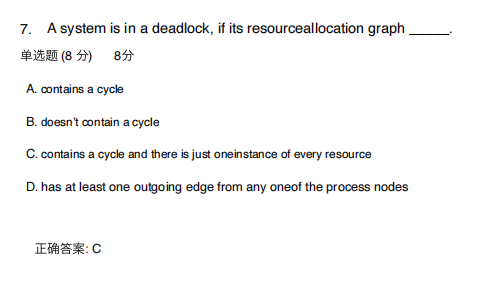 7. A system is in a deadlock, if its resourceallocation graph _____.
单选题 (8 分) 8分
A. contains a cycle
B. doesn't contain a cycle
C. contains a cycle and there is just oneinstance of every resource
D. has at least one outgoing edge from any oneof the process nodes
正确答案: C